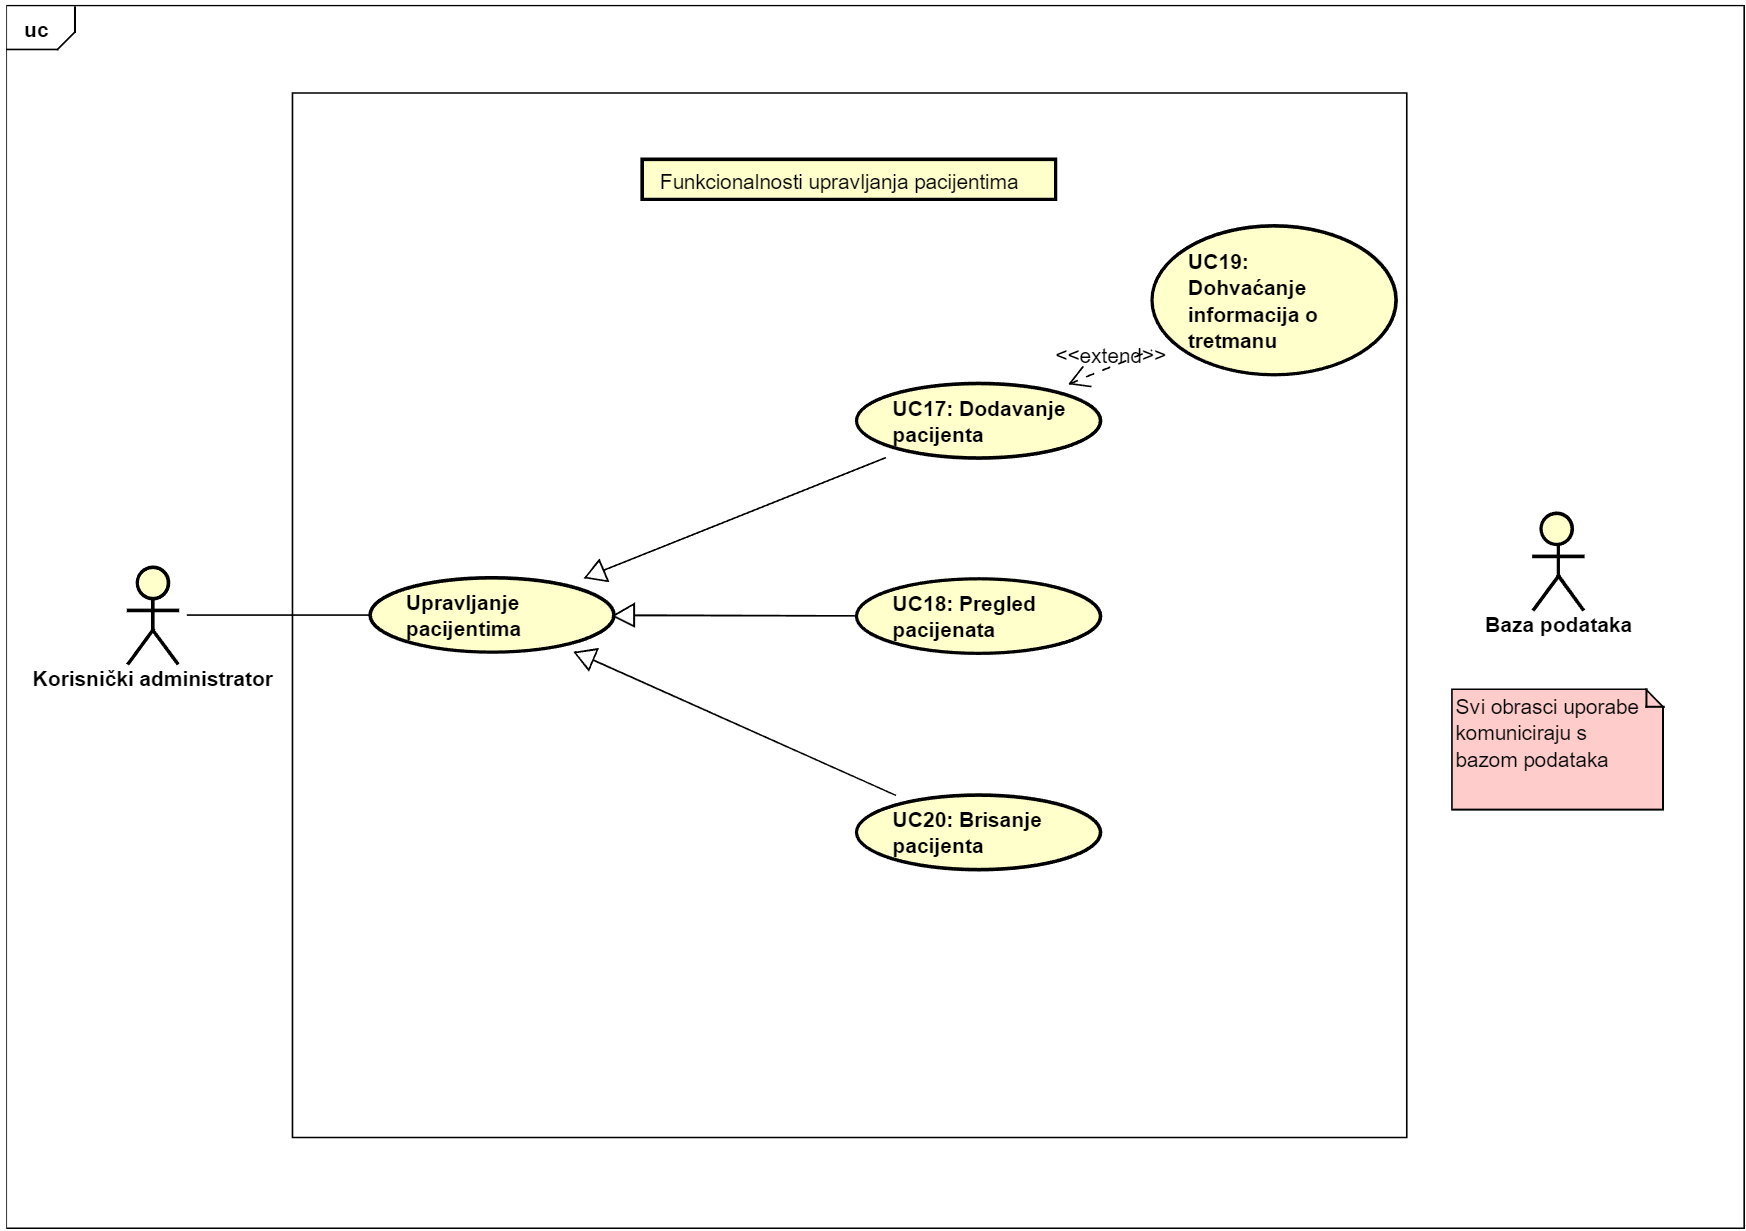 uc
Funkcionalnosti upravljanja pacijentima
UC19:
Dohvaćanje
informacija o
tretmanu
<<extend>>
UC17: Dodavanje
pacijenta
Upravljanje
pacijentima
UC18: Pregled
pacijenata
Korisnički administrator
Baza podataka
Svi obrasci uporabe
komuniciraju s
bazom podataka
UC20: Brisanje
pacijenta